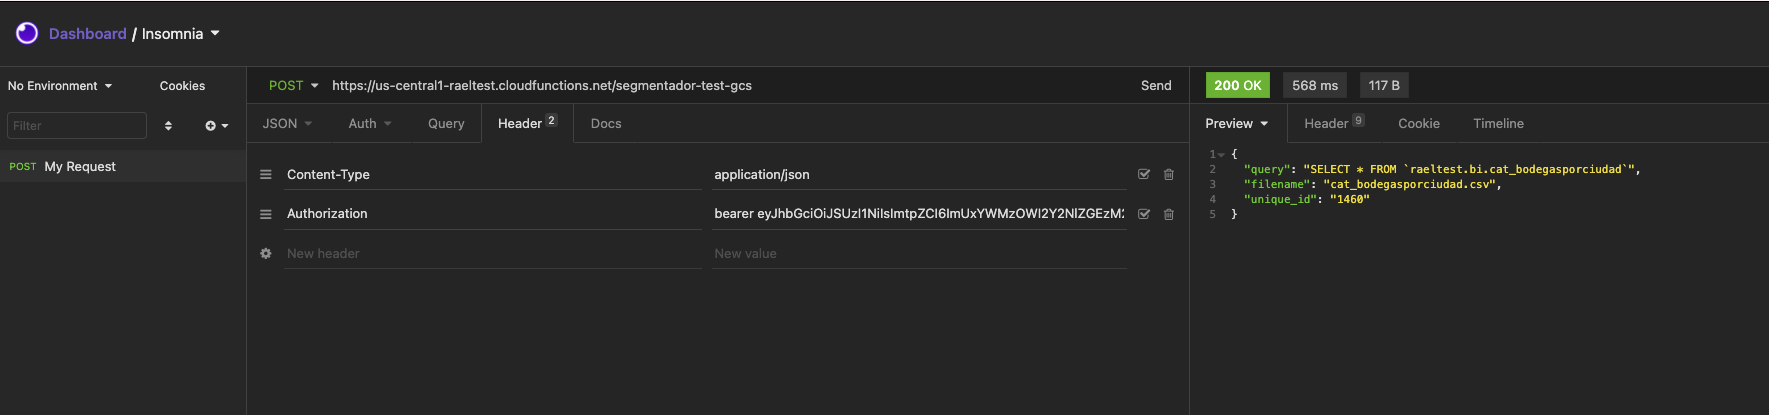 Dashboard / Insomnia
No Environment
Cookies
POST https://us-central1-raeltest.cloudfunctions.net/segmentador-test-gcs
Send
200 OK
568 ms
117 B
Filter
JSON
Auth
Query
Header 2
Docs
Preview
Header 9
Cookie
Timeline
POST My Request
Content-Type
application/json
Authorization
New header
New value
bearer
1 {
2 "query": "SELECT * FROM `raeltest.bi.cat_bodegasporciudad`",
3 "filename": "cat_bodegasporciudad.csv",
4 "unique_id": "1460"
5 }